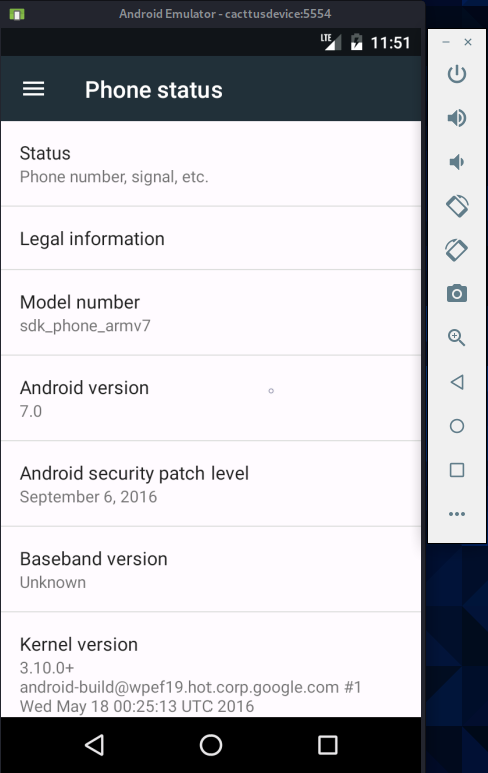 Android Emulator - cacttusdevice:5554
LTE 11:51
Phone status
Status
Phone number, signal, etc.
Legal information
Model number
sdk_phone_armv7
Android version
7.0
Android security patch level
September 6, 2016
Baseband version
Unknown
Kernel version
3.10.0+
android-build@wpef19.hot.corp.google.com #1
Wed May 18 00:25:13 UTC 2016